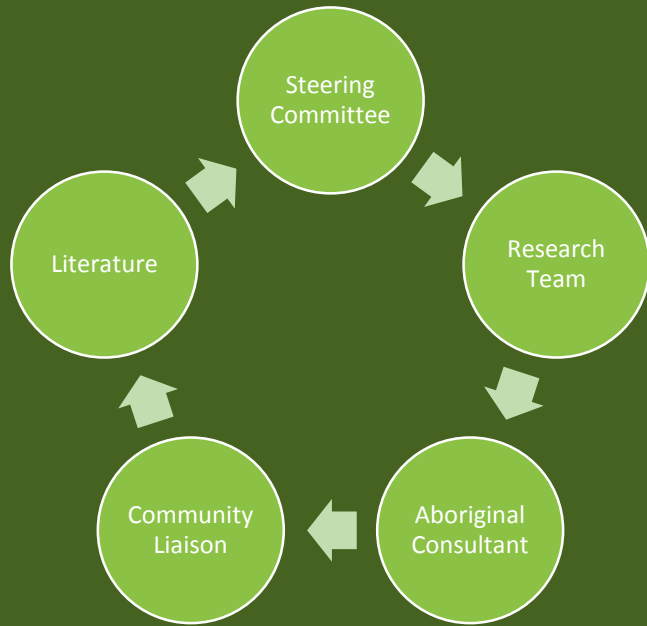 Steering
Committee
Research
Team
Aboriginal
Consultant
Community
Liaison
Literature